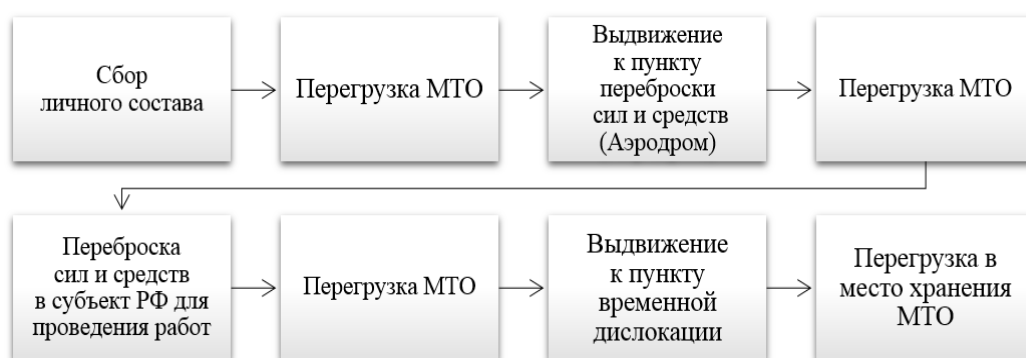 Сбор
личного состава
Перегрузка МТО
Выдвижение
к пункту
переброски
сил и средств
(Аэродром)
Перегрузка МТО
Переброска
сил и средств
в субъект РФ для
проведения работ
Перегрузка МТО
Выдвижение
к пункту
временной
дислокации
Перегрузка в
место хранения
МТО